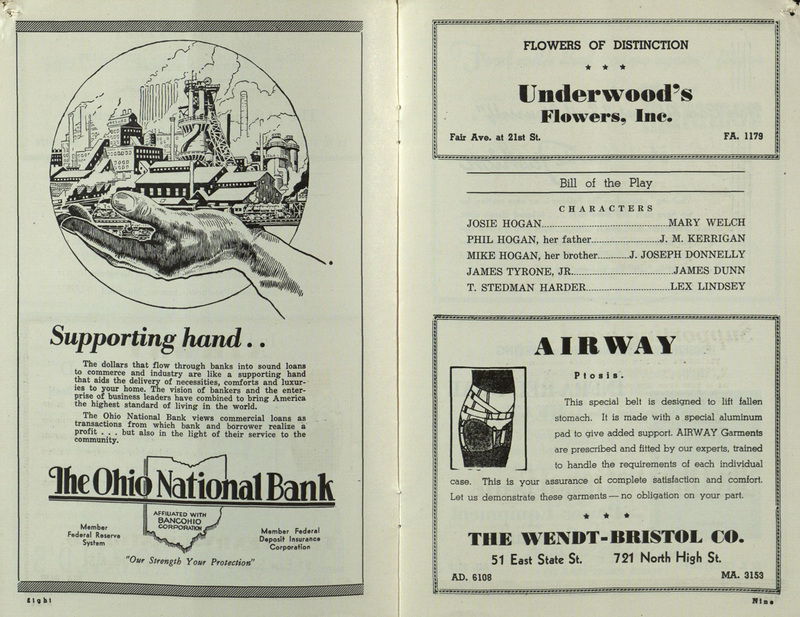 Supporting hand..
The dollars that flow through banks into sound loans
to commerce and industry are like a supporting hand
that aids the delivery of necessities, comforts and luxur-
ies to your home. The vision of bankers and the enter-
prise of business leaders have combined to bring America
the highest standard of living in the world.
The Ohio National Bank views commercial loans as
transactions from which bank and borrower realize a
profit . . . but also in the light of their service to the
community.
The Ohio National Bank
AFFILIATED WITH
BANCOHIO
CORPORATION
Member
Federal Reserve
System
Member Federal
Deposit Insurance
Corporation
"Our Strength Your Protection"
Eight
FLOWERS OF DISTINCTION
★ ★ ★
Underwood's
Flowers, Inc.
Fair Ave. at 21st St. FA. 1179
Bill of the Play
CHARACTERS
JOSIE HOGAN..........MARY WELCH
PHIL HOGAN, her father..........J. M. KERRIGAN
MIKE HOGAN, her brother..........J. JOSEPH DONNELLY
JAMES TYRONE, JR..........JAMES DUNN
T. STEDMAN HARDER..........LEX LINDSEY
AIRWAY
Ptosis.
This special belt is designed to lift fallen
stomach. It is made with a special aluminum
pad to give added support. AIRWAY Garments
are prescribed and fitted by our experts, trained
to handle the requirements of each individual
case. This is your assurance of complete satisfaction and comfort.
Let us demonstrate these garments — no obligation on your part.
★ ★ ★
THE WENDT-BRISTOL CO.
51 East State St. 721 North High St.
AD. 6108 MA. 3153
Nine